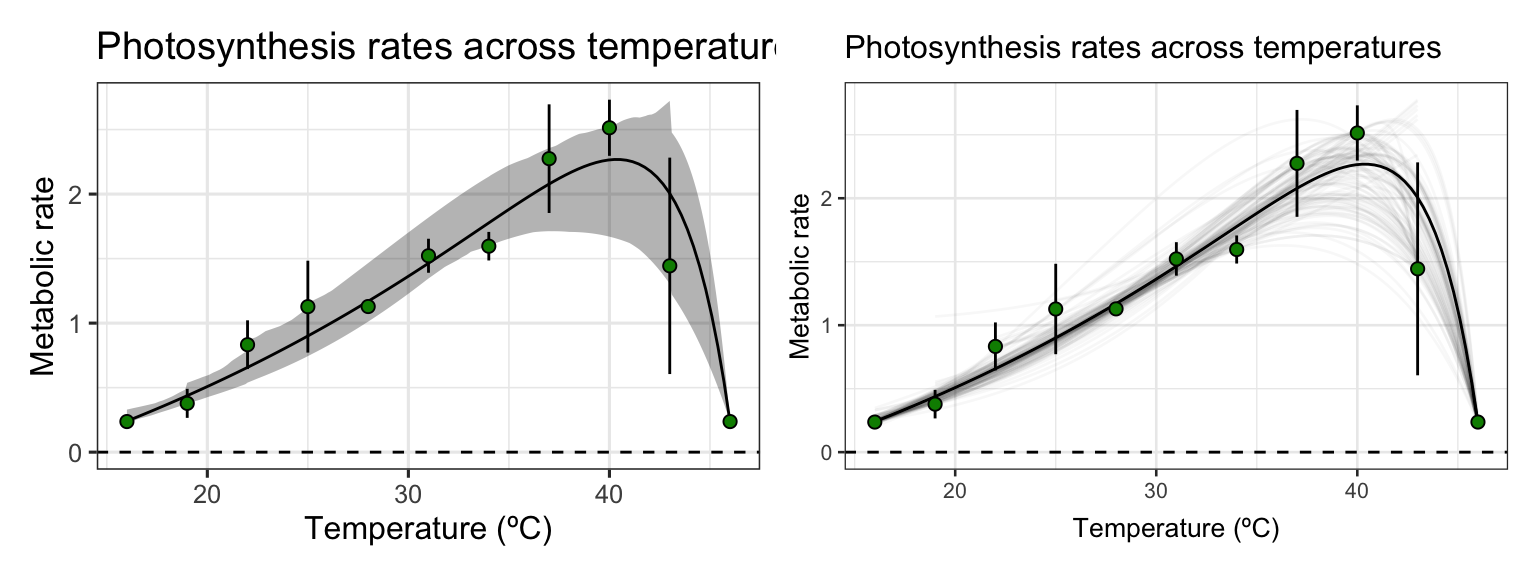 Photosynthesis rates across temperatur
Metabolic rate
2
1
0
20 30 40
Temperature (ºC)
Photosynthesis rates across temperatures
Metabolic rate
2
1
0
20 30 40
Temperature (ºC)